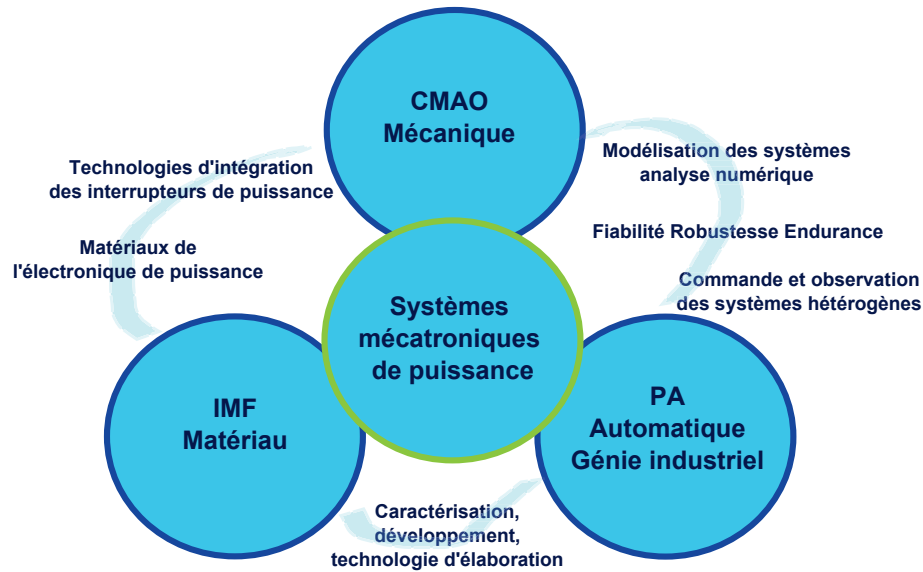 CMAO
Mécanique
Technologies d'intégration
des interrupteurs de puissance
Modélisation des systèmes
analyse numérique
Matériaux de
l'électronique de puissance
Fiabilité Robustesse Endurance
Commande et observation
des systèmes hétérogènes
Systèmes
mécatroniques
de puissance
IMF
Matériau
PA
Automatique
Génie industriel
Caractérisation,
développement,
technologie d'élaboration